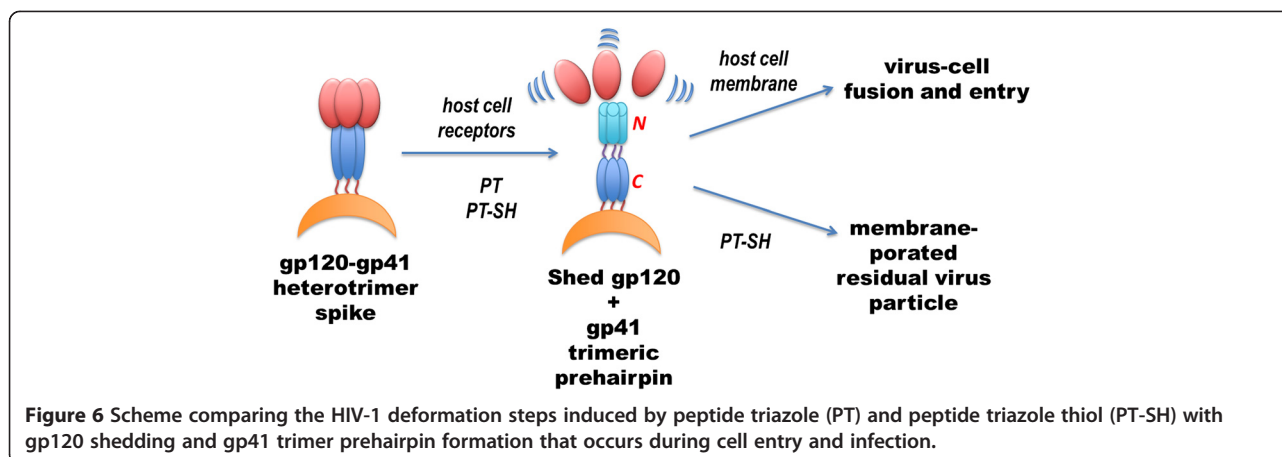 gp120-gp41
heterotrimer
spike
host cell
receptors
PT
PT-SH
N
C
Shed gp120
+
gp41
trimeric
prehairpin
host cell
membrane
virus-cell
fusion and entry
PT-SH
membrane-
porated
residual virus
particle
Figure 6 Scheme comparing the HIV-1 deformation steps induced by peptide triazole (PT) and peptide triazole thiol (PT-SH) with
gp120 shedding and gp41 trimer prehairpin formation that occurs during cell entry and infection.